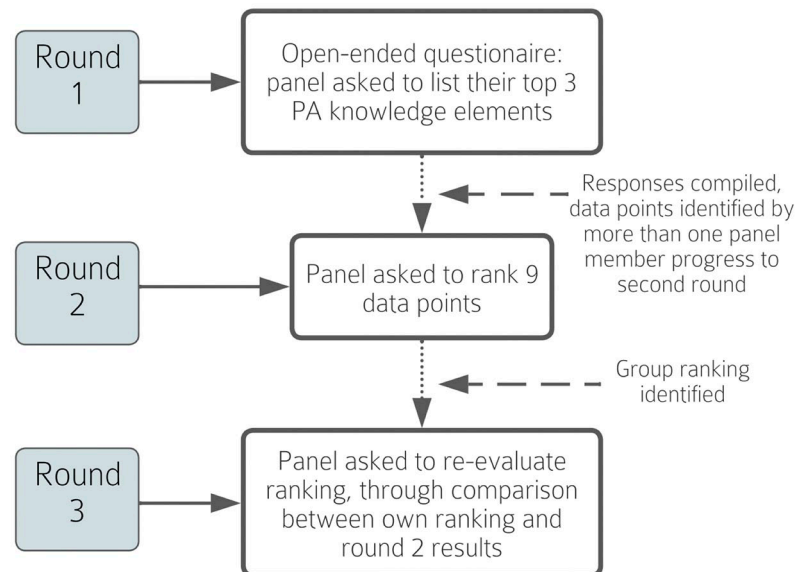 Round
1
Open-ended questionaire:
panel asked to list their top 3
PA knowledge elements
Responses compiled,
data points identified by
more than one panel
member progress to
second round
Round
2
Panel asked to rank 9
data points
Group ranking
identified
Round
3
Panel asked to re-evaluate
ranking, through comparison
between own ranking and
round 2 results